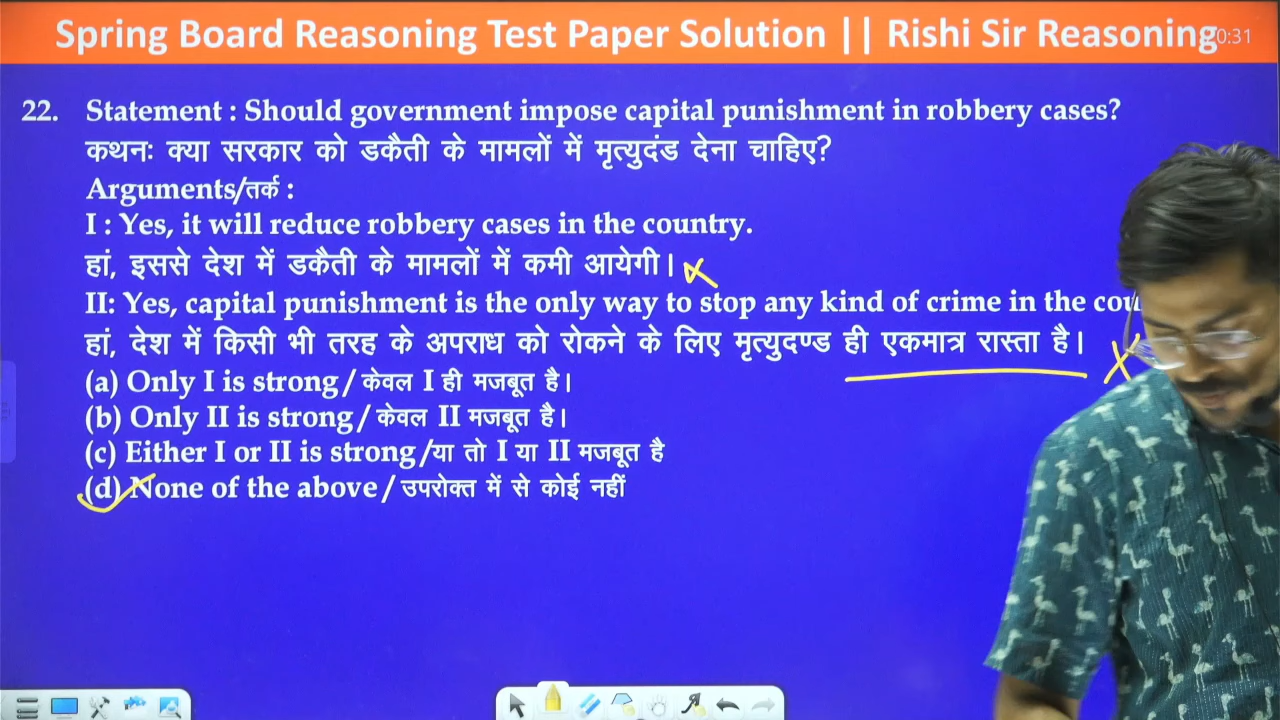 Spring Board Reasoning Test Paper Solution || Rishi Sir Reasoning
0:31
22. Statement : Should government impose capital punishment in robbery cases?
कथनः क्या सरकार को डकैती के मामलों में मृत्युदंड देना चाहिए?
Arguments/तर्क :
I : Yes, it will reduce robbery cases in the country.
हां, इससे देश में डकैती के मामलों में कमी आयेगी।
II: Yes, capital punishment is the only way to stop any kind of crime in the
हां, देश में किसी भी तरह के अपराध को रोकने के लिए मृत्युदण्ड ही एकमात्र रास्ता है।
(a) Only I is strong / केवल I ही मजबूत है।
(b) Only II is strong / केवल II मजबूत है।
(c) Either I or II is strong /या तो I या II मजबूत है
(d) None of the above / उपरोक्त में से कोई नहीं